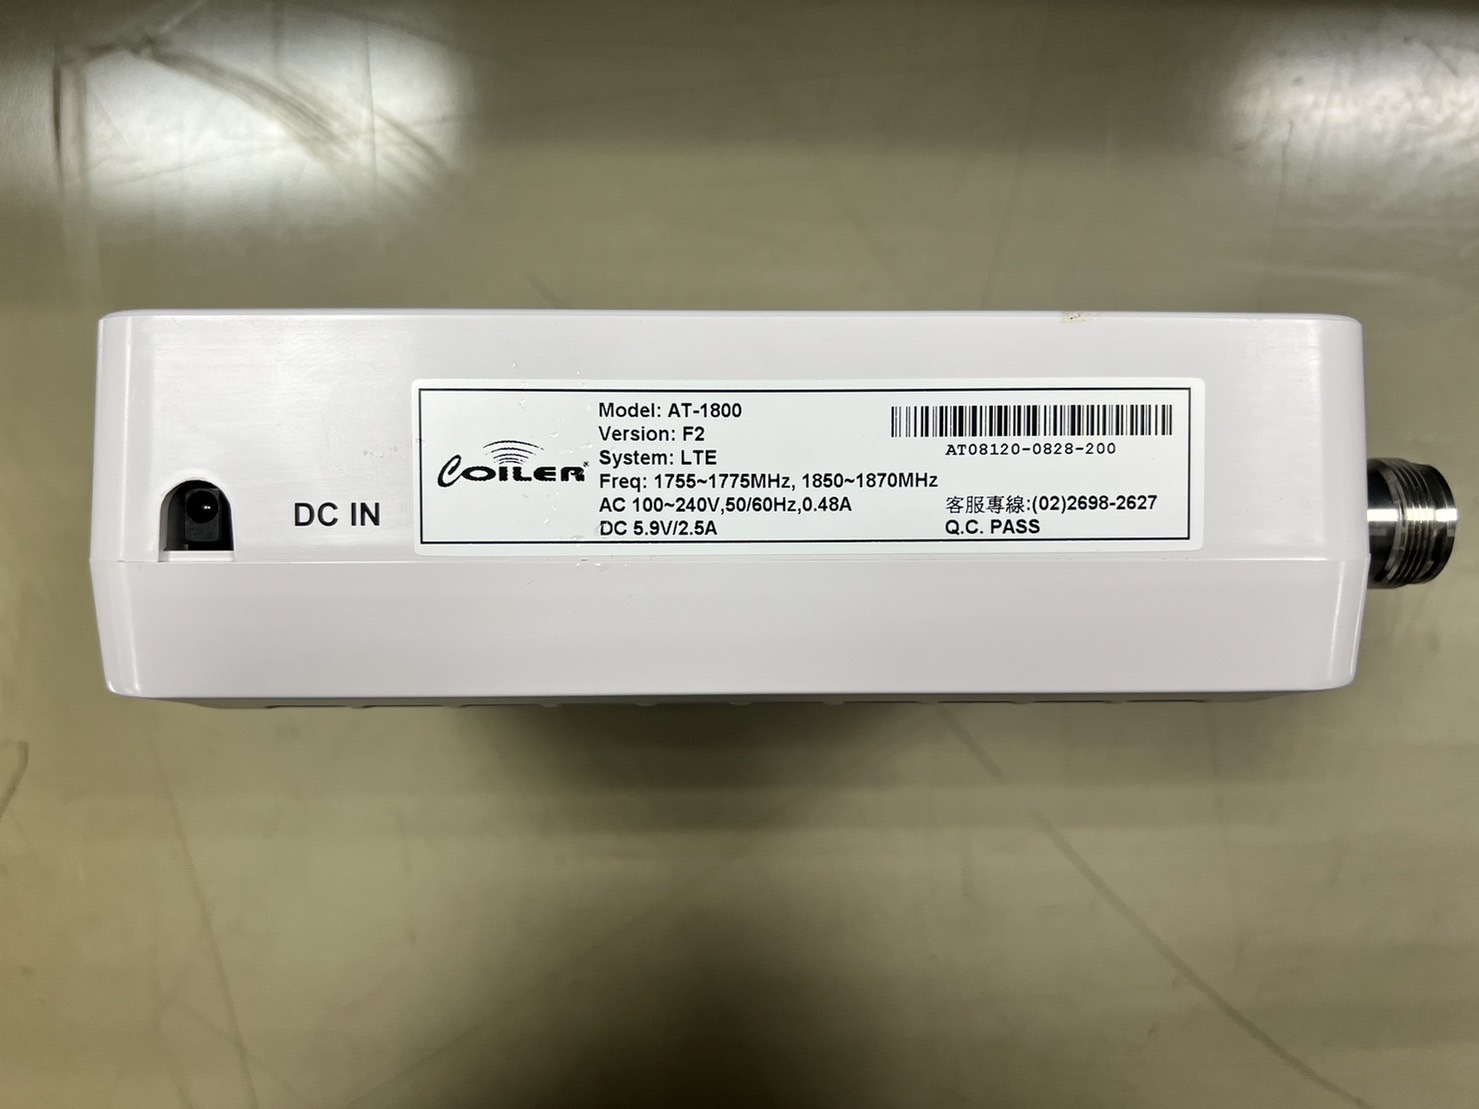 DC IN
COILER
Model: AT-1800
Version: F2
System: LTE
Freq: 1755~1775MHz, 1850~1870MHz
AC 100~240V,50/60Hz,0.48A
DC 5.9V/2.5A
AT08120-0828-200
客服專線:(02)2698-2627
Q.C. PASS